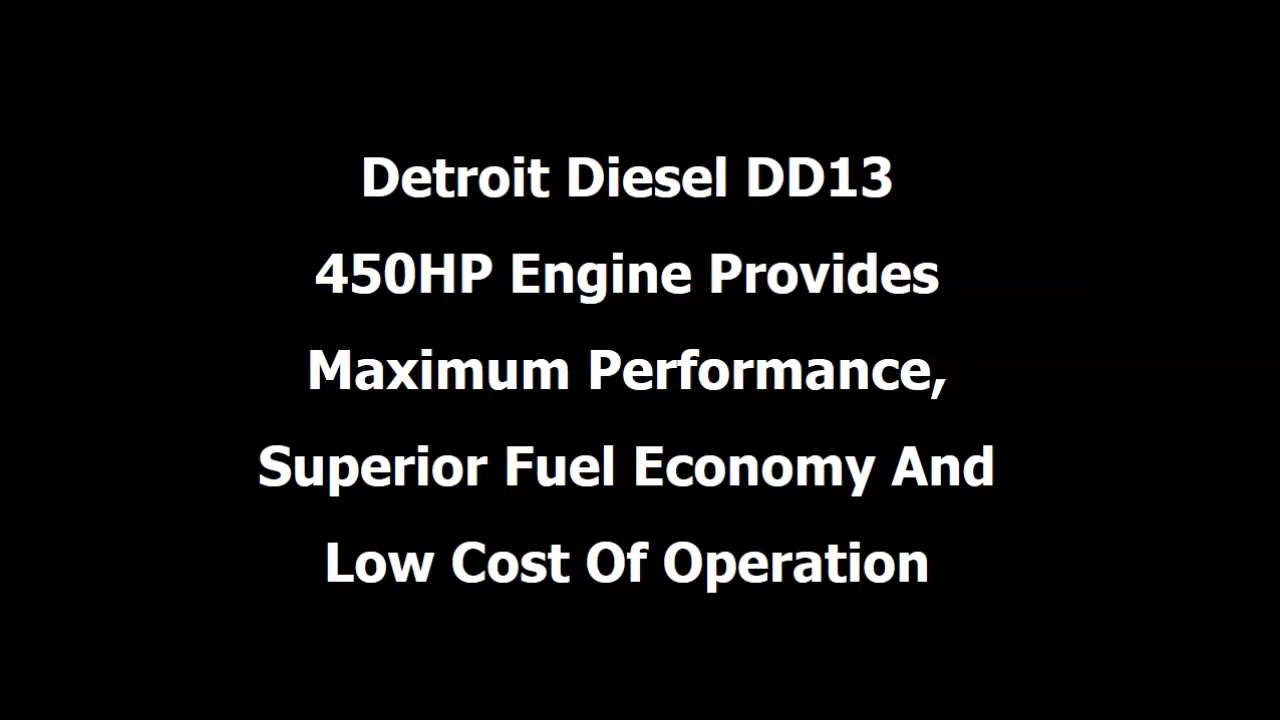 Detroit Diesel DD13
450HP Engine Provides
Maximum Performance,
Superior Fuel Economy And
Low Cost Of Operation